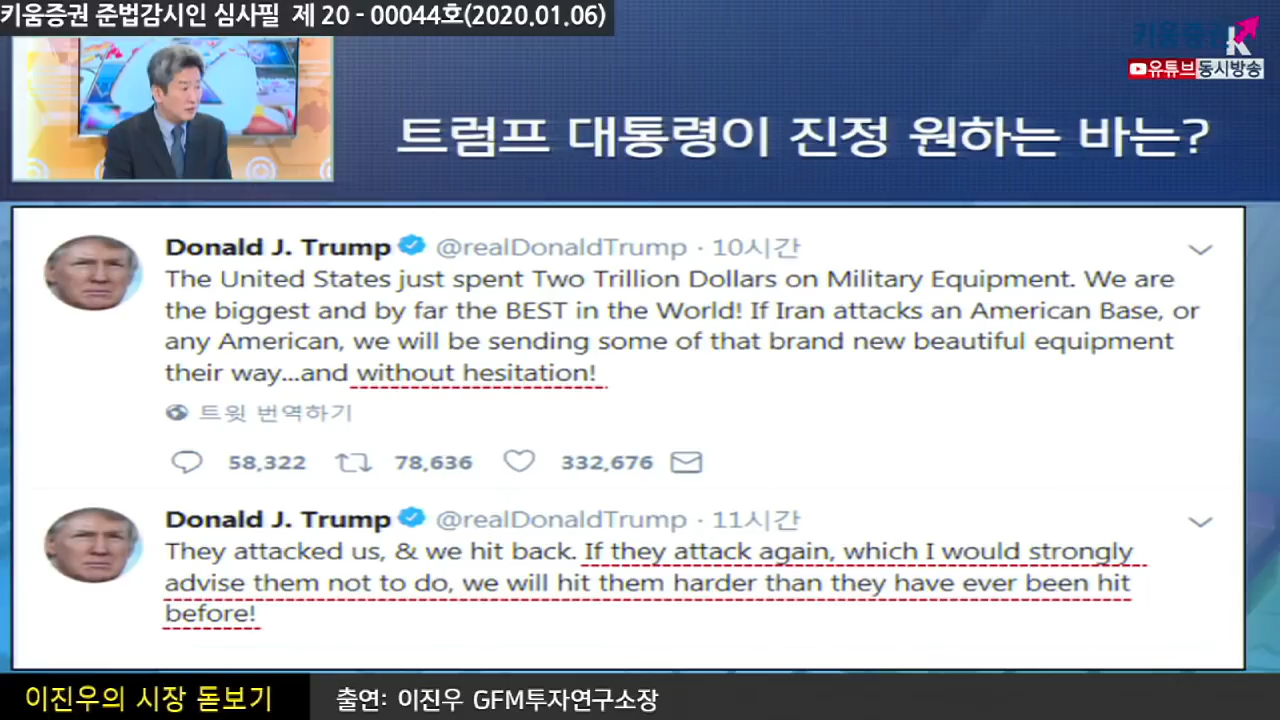 키움증권 준법감시인 심사필 제 20 - 00044호(2020.01.06)
키움증권
유튜브 동시방송
트럼프 대통령이 진정 원하는 바는?
Donald J. Trump @realDonaldTrump · 10시간
The United States just spent Two Trillion Dollars on Military Equipment. We are
the biggest and by far the BEST in the World! If Iran attacks an American Base, or
any American, we will be sending some of that brand new beautiful equipment
their way...and without hesitation!
트윗 번역하기
58,322 78,636 332,676
Donald J. Trump @realDonaldTrump · 11시간
They attacked us, & we hit back. If they attack again, which I would strongly
advise them not to do, we will hit them harder than they have ever been hit
before!
이진우의 시장 돋보기 출연: 이진우 GFM투자연구소장